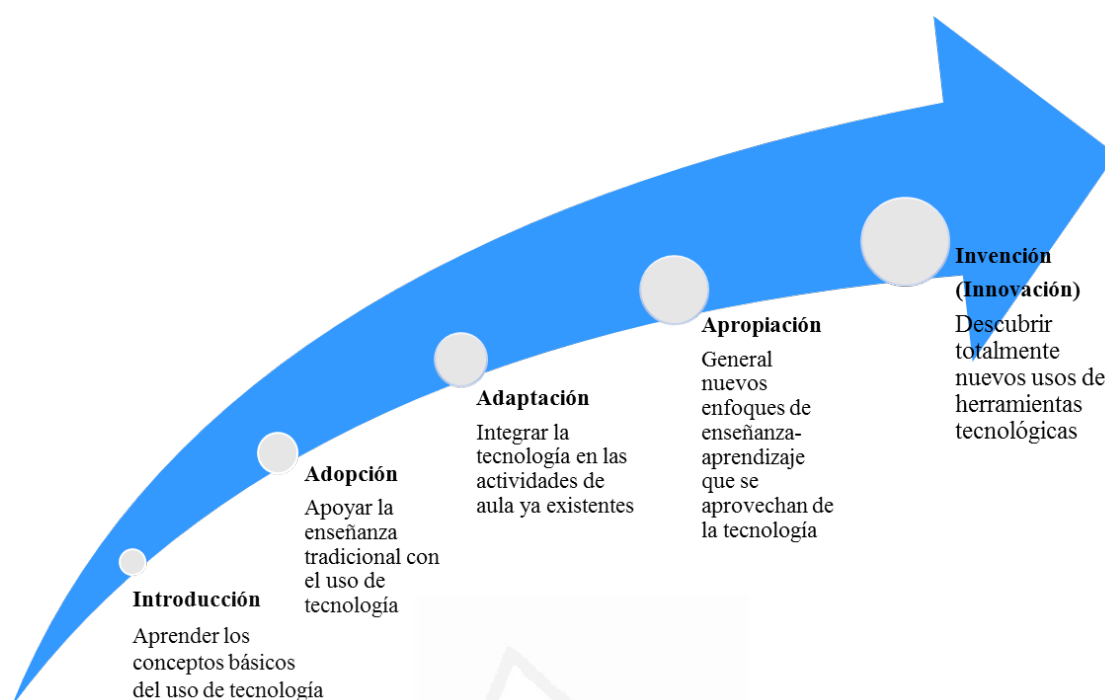 Introducción
Aprender los
conceptos básicos
del uso de tecnología
Adopción
Apoyar la
enseñanza
tradicional con
el uso de
tecnología
Adaptación
Integrar la
tecnología en las
actividades de
aula ya existentes
Apropiación
General
nuevos
enfoques de
enseñanza-
aprendizaje
que se
aprovechan de
la tecnología
Invención
(Innovación)
Descubrir
totalmente
nuevos usos de
herramientas
tecnológicas